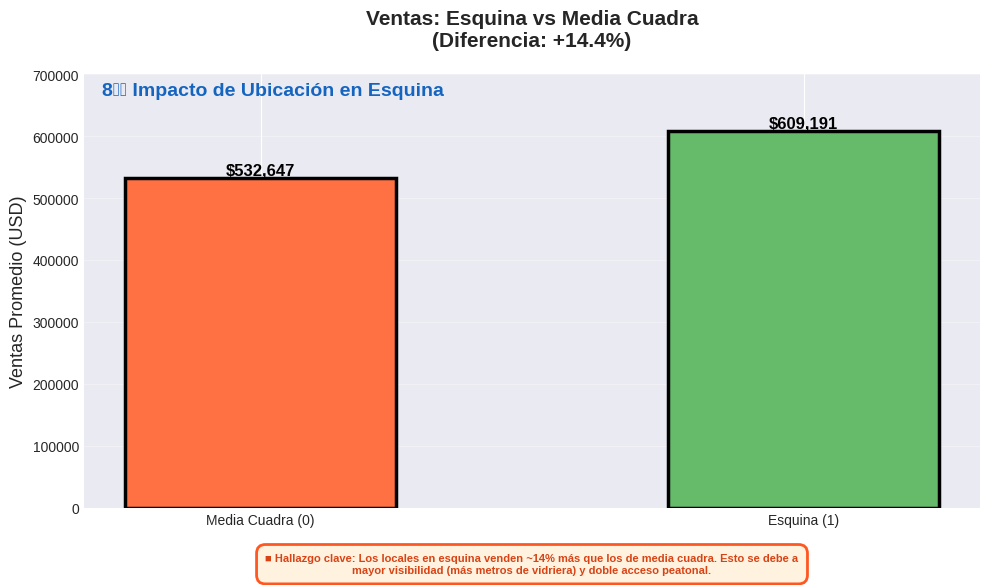 Ventas: Esquina vs Media Cuadra
(Diferencia: +14.4%)
8 Impacto de Ubicación en Esquina
Ventas Promedio (USD)
700000
600000
500000
400000
300000
200000
100000
0
$532,647
$609,191
Media Cuadra (0)
Esquina (1)
■ Hallazgo clave: Los locales en esquina venden ~14% más que los de media cuadra. Esto se debe a
mayor visibilidad (más metros de vidriera) y doble acceso peatonal.